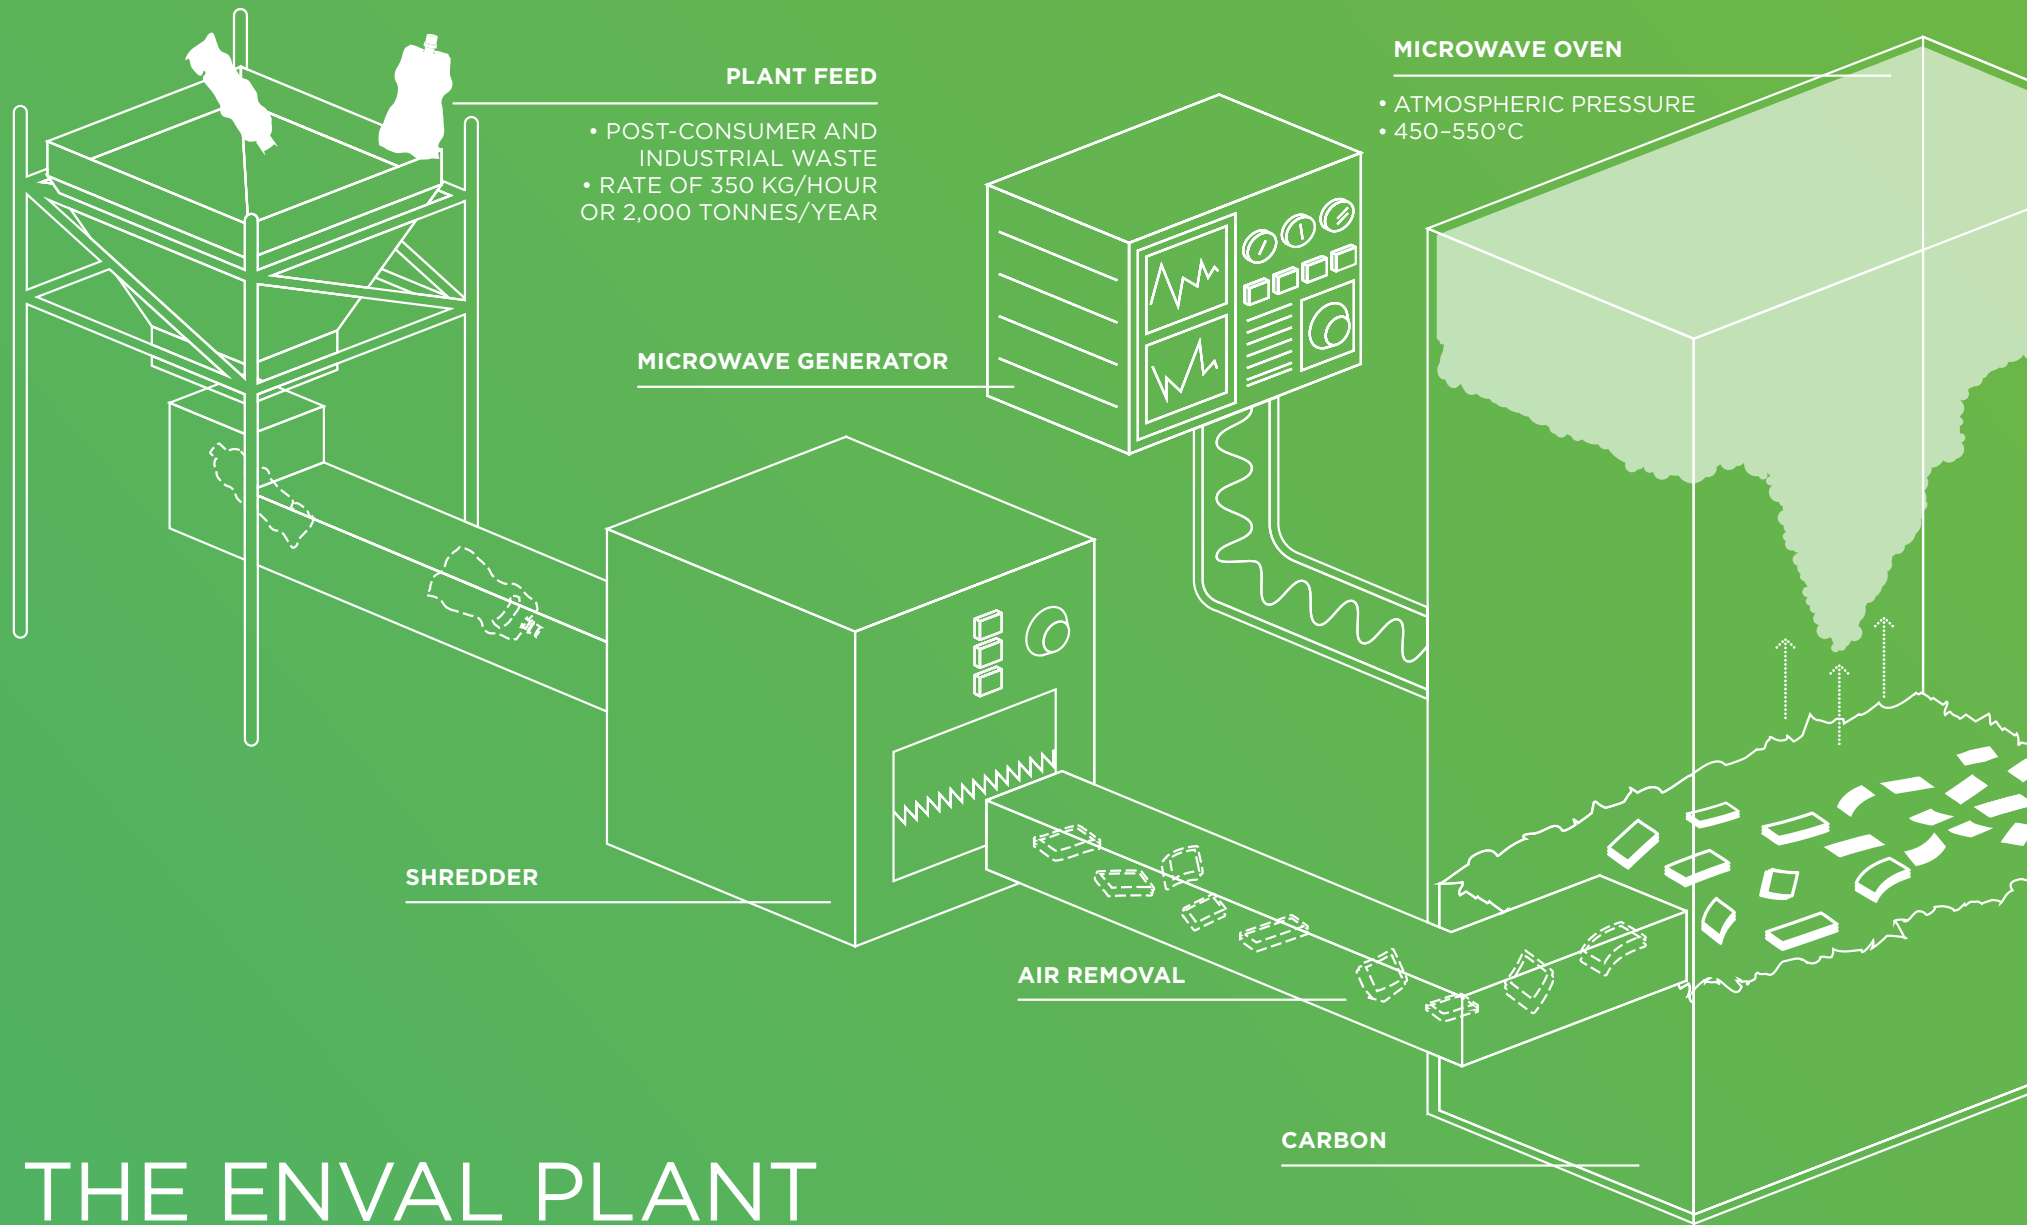 PLANT FEED
• POST-CONSUMER AND
INDUSTRIAL WASTE
• RATE OF 350 KG/HOUR
OR 2,000 TONNES/YEAR
MICROWAVE OVEN
• ATMOSPHERIC PRESSURE
• 450–550°C
MICROWAVE GENERATOR
SHREDDER
AIR REMOVAL
CARBON
THE ENVAL PLANT